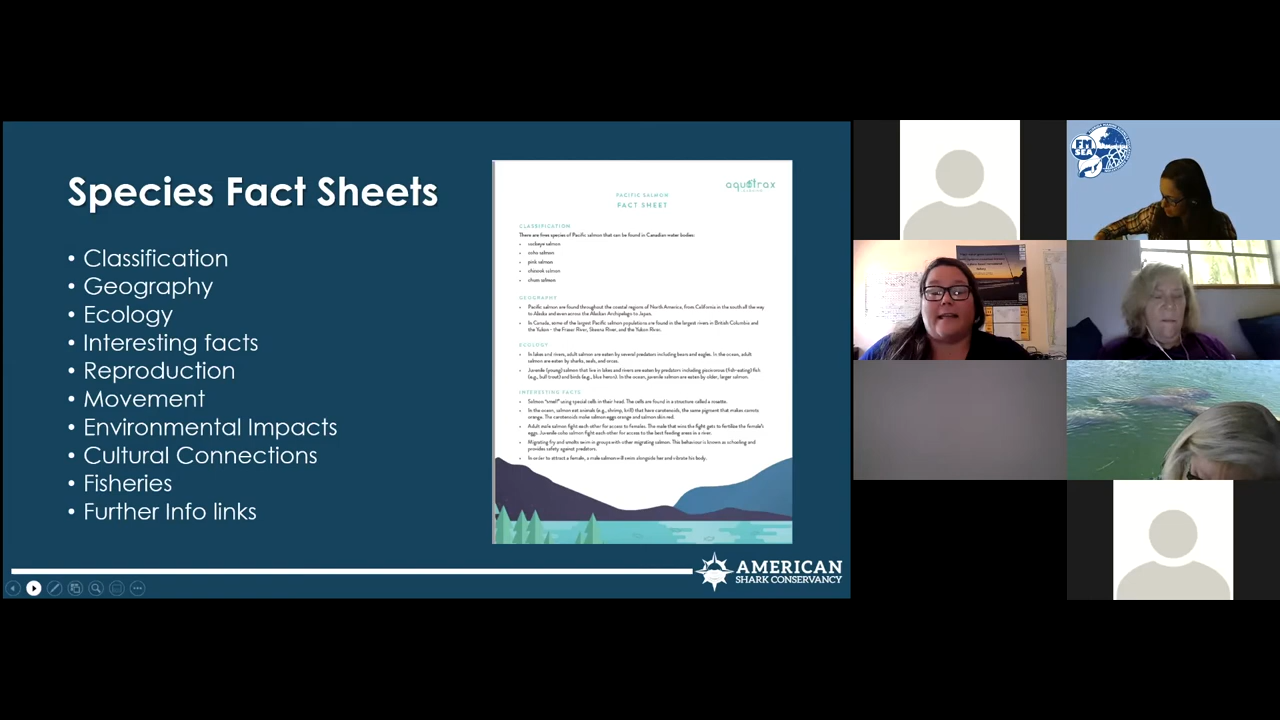 Species Fact Sheets
• Classification
• Geography
• Ecology
• Interesting facts
• Reproduction
• Movement
• Environmental Impacts
• Cultural Connections
• Fisheries
• Further Info links
aquatrax
PACIFIC SALMON
FACT SHEET
CLASSIFICATION
There are five species of Pacific salmon that can be found in Canadian water bodies:
• sockeye salmon
• coho salmon
• pink salmon
• chinook salmon
• chum salmon
GEOGRAPHY
• Pacific salmon are found throughout the coastal regions of North America, from California in the south all the way
to Alaska and even across the Alaskan Archipelago to Japan.
• In Canada, some of the largest Pacific salmon populations are found in the largest rivers in British Columbia and
the Yukon - the Fraser River, Skeena River, and the Yukon River.
ECOLOGY
• In lakes and rivers, adult salmon are eaten by several predators including bears and eagles. In the ocean, adult
salmon are eaten by sharks, seals, and orcas.
• Juvenile (young) salmon that live in lakes and rivers are eaten by predators including piscivorous (fish-eating) fish
(e.g., bull trout) and birds (e.g., blue heron). In the ocean, juvenile salmon are eaten by older, larger salmon.
INTERESTING FACTS
• Salmon "smell" using special cells in their head. The cells are found in a structure called a rosette.
• In the ocean, salmon eat animals (e.g., shrimp, krill) that have carotenoids, the same pigment that makes carrots
orange. The carotenoids make salmon eggs orange and salmon skin red.
• Adult male salmon fight each other for access to females. The male that wins the fight gets to fertilise the female's
eggs. Juvenile coho salmon fight each other for access to the best feeding areas in a river.
• Migrating fry and smolts swim in groups with other migrating salmon. This behaviour is known as schooling and
provides safety against predators.
• In order to attract a female, a male salmon will swim alongside her and vibrate his body.
AMERICAN
SHARK CONSERVANCY
FM
SEA